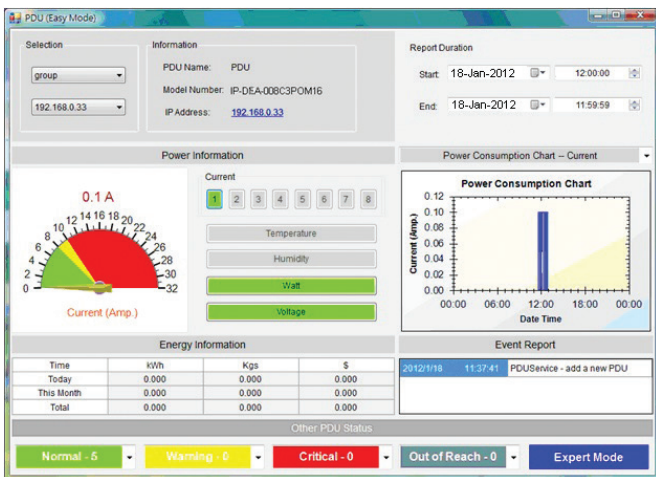 PDU (Easy Mode)
Selection
group
192.168.0.33
Information
PDU Name: PDU
Model Number: IP-DEA-008C3POM16
IP Address: 192.168.0.33
Report Duration
Start: 18-Jan-2012 12:00:00
End: 18-Jan-2012 11:59:59
Power Information
0.1 A
0 2 4 6 8 10 12 14 16 18 20 22 24 26 28 30 32
Current (Amp.)
Current
1 2 3 4 5 6 7 8
Temperature
Humidity
Watt
Voltage
Power Consumption Chart -- Current
Power Consumption Chart
Current (Amp.)
0.12
0.10
0.08
0.06
0.04
0.02
0.00
00:00 06:00 12:00 18:00 00:00
Date Time
Energy Information
Time kWh Kgs $
Today 0.000 0.000 0.000
This Month 0.000 0.000 0.000
Total 0.000 0.000 0.000
Event Report
2012/1/18 11:37:41 PDUService - add a new PDU
Other PDU Status
Normal - 5 Warning - 0 Critical - 0 Out of Reach - 0 Expert Mode